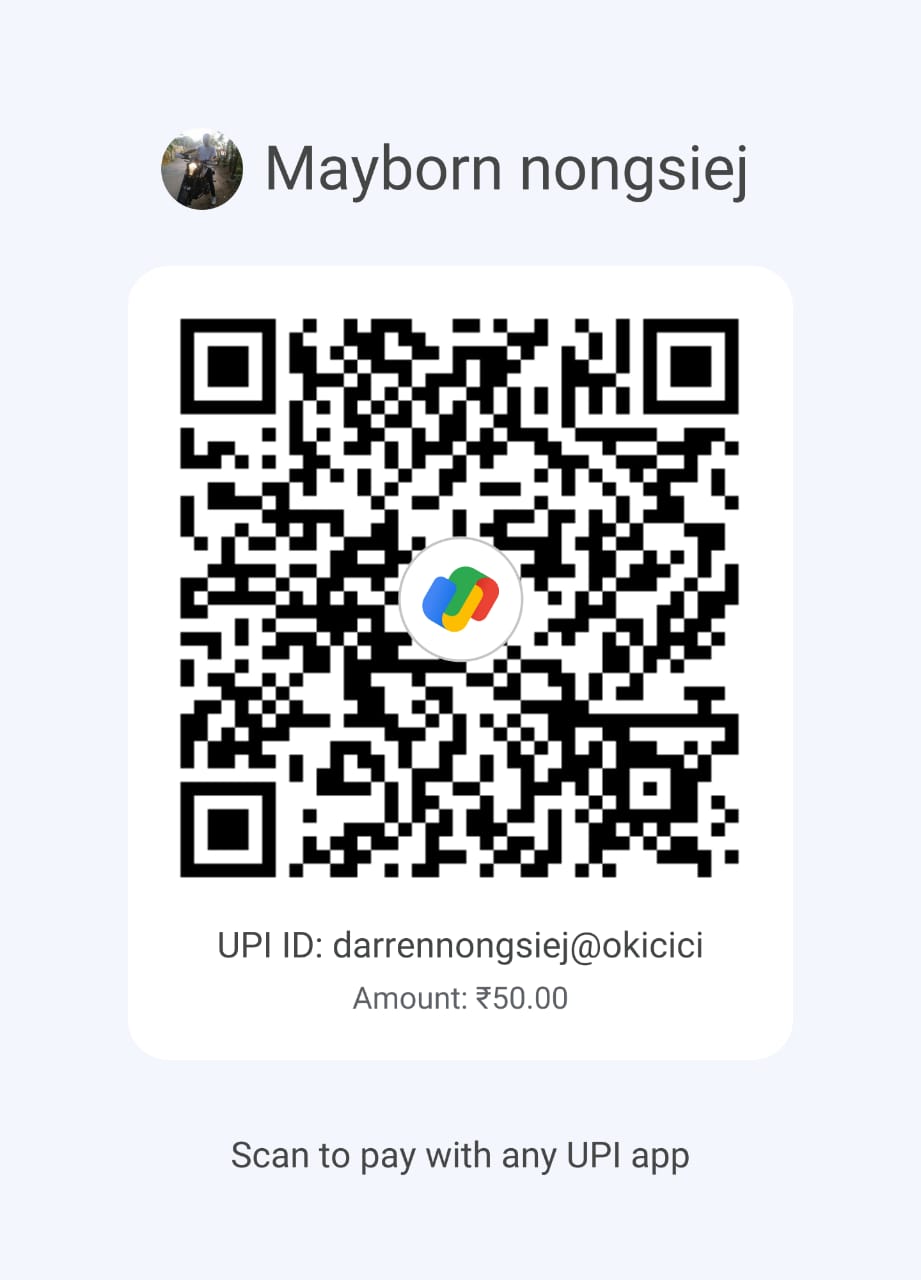 Mayborn nongsiej
UPI ID: darrennongsiej@okicici
Amount: ₹50.00
Scan to pay with any UPI app